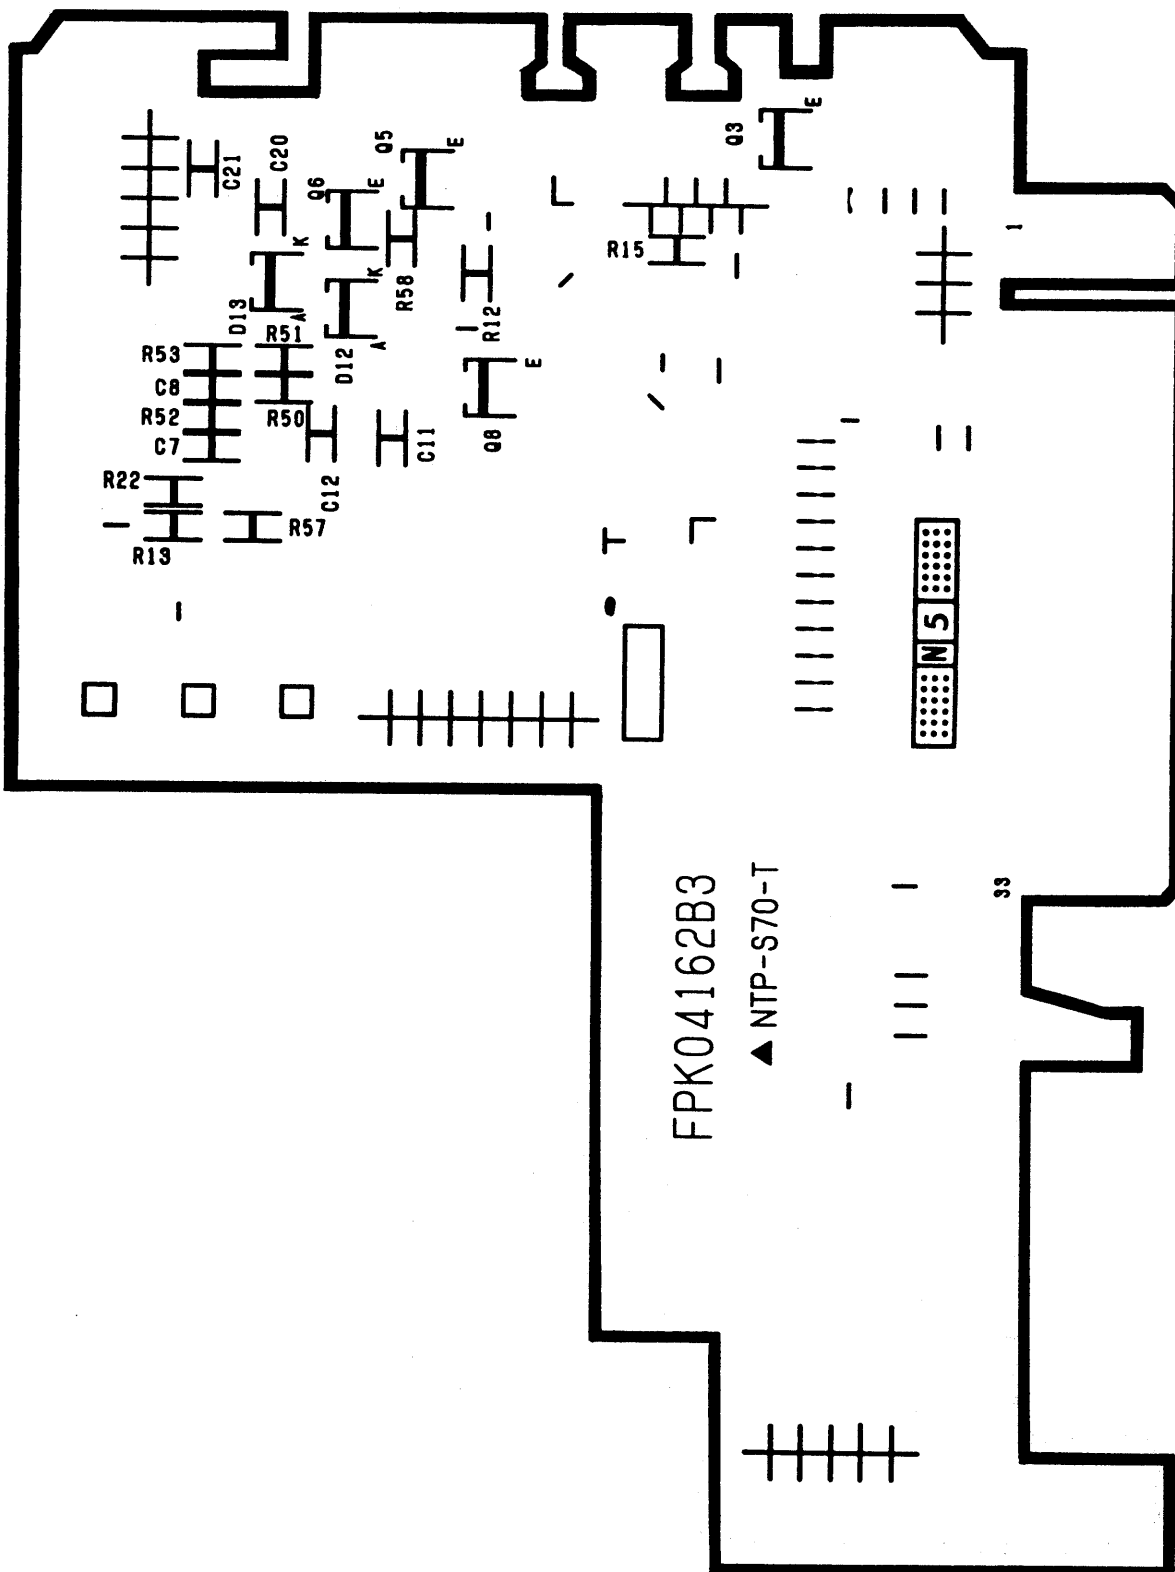 E
Q3
Q5
E
C20
C21
Q6
E
K
R58
R15
1
D13
A
K
R12
R51
D12
A
R53
C8
R52
C7
R50
E
Q8
C11
C12
R22
R57
R13
N 5
FPK04162B3
▲ NTP-S70-T
33